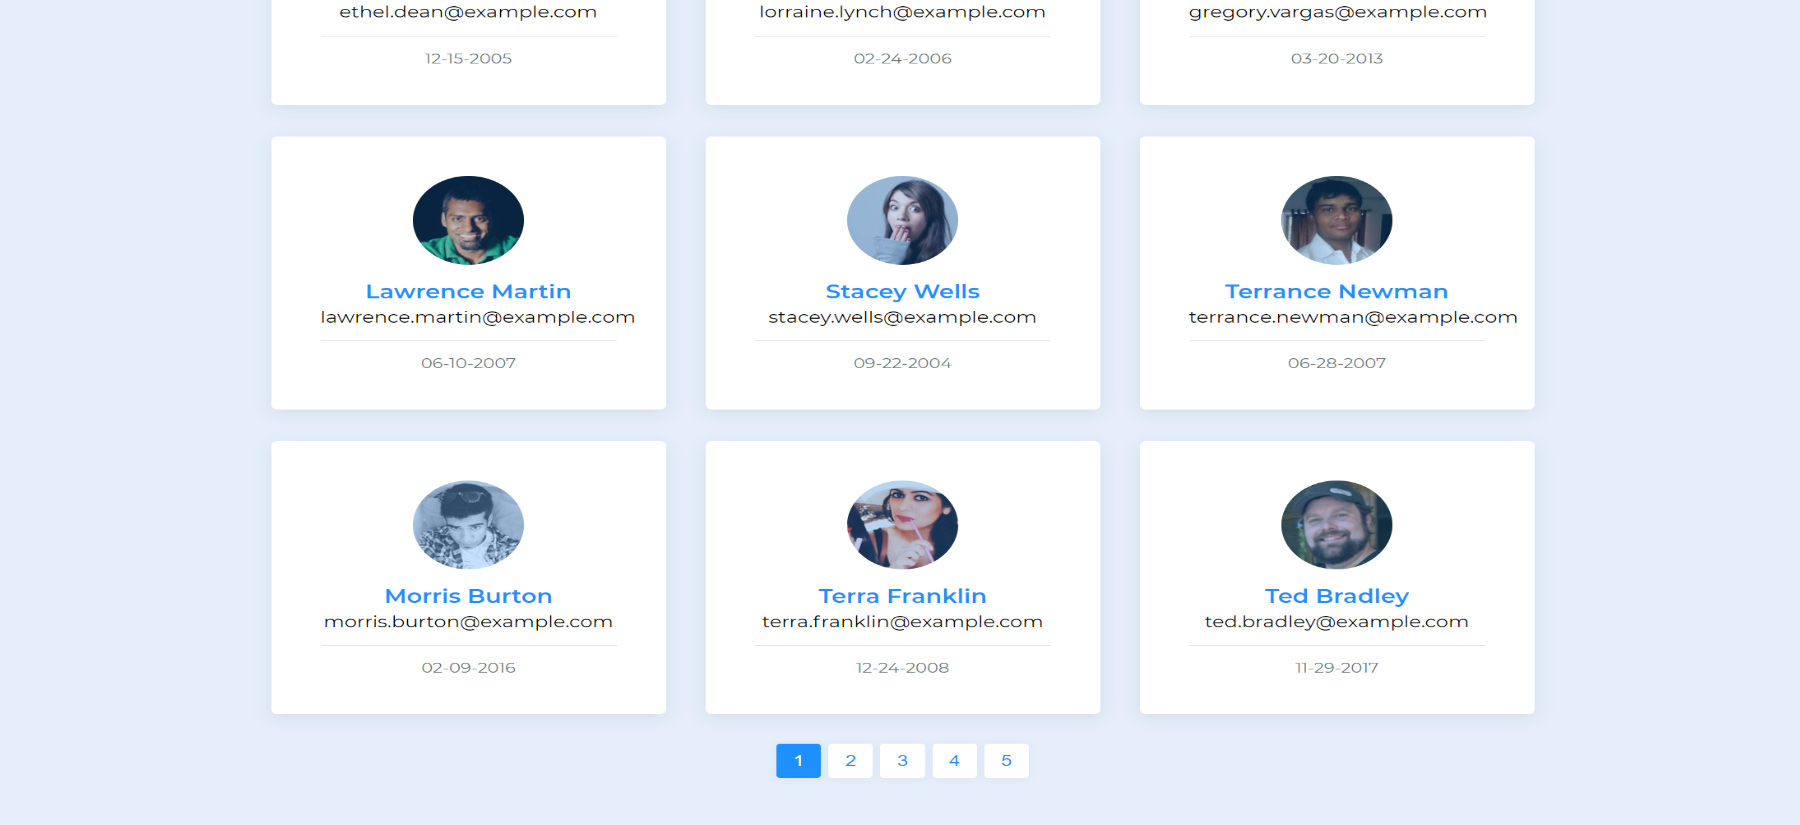 ethel.dean@example.com
12-15-2005
lorraine.lynch@example.com
02-24-2006
gregory.vargas@example.com
03-20-2013
Lawrence Martin
lawrence.martin@example.com
06-10-2007
Stacey Wells
stacey.wells@example.com
09-22-2004
Terrance Newman
terrance.newman@example.com
06-28-2007
Morris Burton
morris.burton@example.com
02-09-2016
Terra Franklin
terra.franklin@example.com
12-24-2008
Ted Bradley
ted.bradley@example.com
11-29-2017
1 2 3 4 5